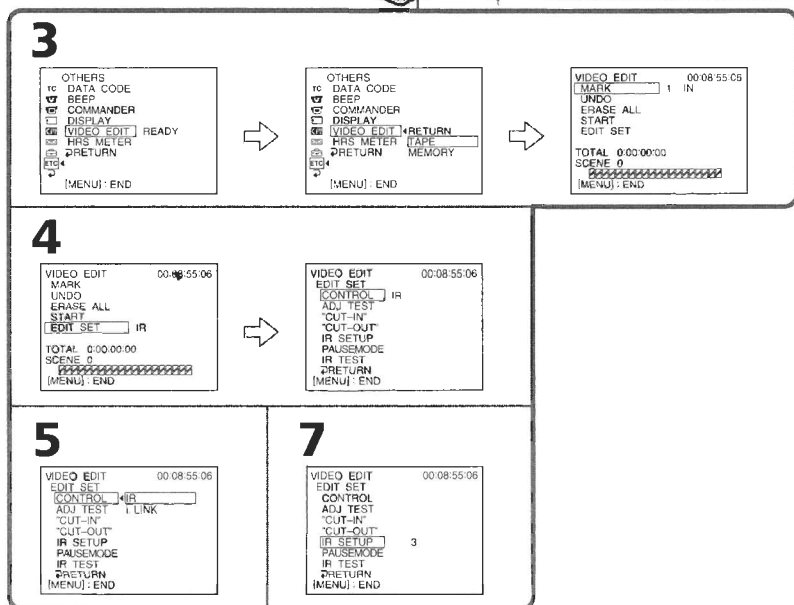 3
OTHERS
TC DATA CODE
BEEP
COMMANDER
DISPLAY
VIDEO EDIT READY
HRS METER
RETURN
ETC
[MENU] : END
OTHERS
TC DATA CODE
BEEP
COMMANDER
DISPLAY
VIDEO EDIT RETURN
HRS METER TAPE
RETURN MEMORY
ETC
[MENU] : END
VIDEO EDIT 00:08:55:06
MARK 1 IN
UNDO
ERASE ALL
START
EDIT SET
TOTAL 0:00:00:00
SCENE 0
[MENU] : END
4
VIDEO EDIT 00:08:55:06
MARK
UNDO
ERASE ALL
START
EDIT SET IR
TOTAL 0:00:00:00
SCENE 0
[MENU] : END
VIDEO EDIT 00:08:55:06
EDIT SET
CONTROL IR
ADJ TEST
"CUT-IN"
"CUT-OUT"
IR SETUP
PAUSEMODE
IR TEST
RETURN
[MENU] : END
5
VIDEO EDIT 00:08:55:06
EDIT SET
CONTROL IR
ADJ TEST i.LINK
"CUT-IN"
"CUT-OUT"
IR SETUP
PAUSEMODE
IR TEST
RETURN
[MENU] : END
7
VIDEO EDIT 00:08:55:06
EDIT SET
CONTROL
ADJ TEST
"CUT-IN"
"CUT-OUT"
IR SETUP 3
PAUSEMODE
IR TEST
RETURN
[MENU] : END